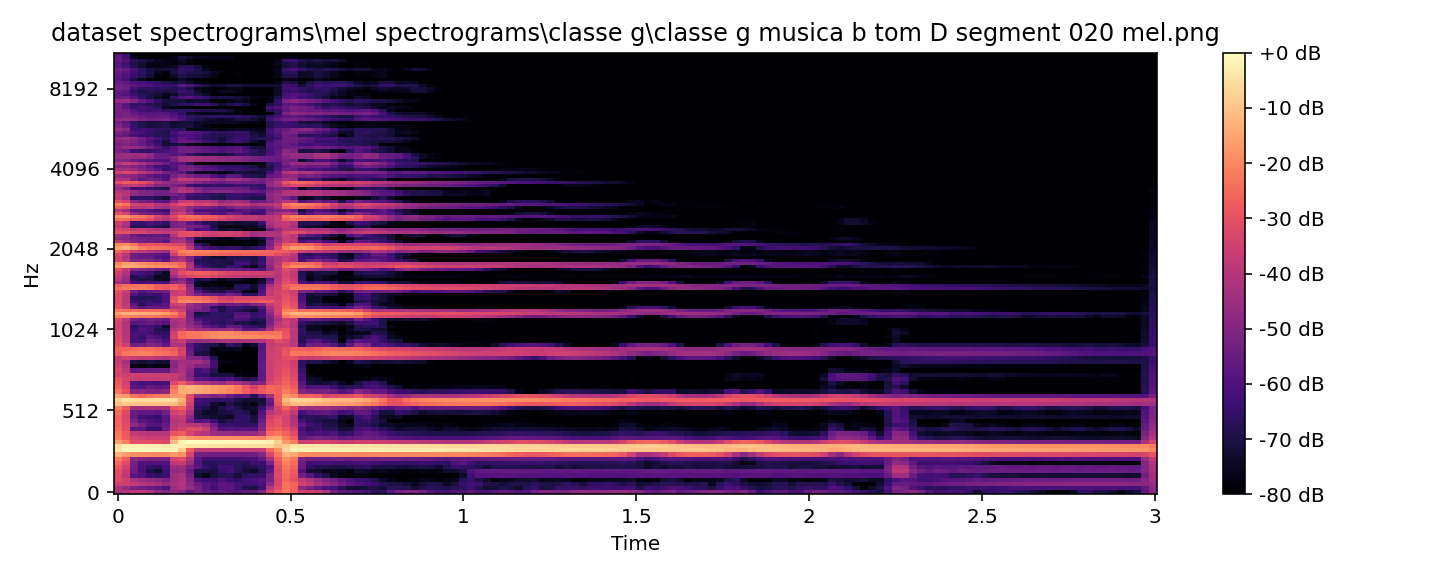 dataset spectrograms\mel spectrograms\classe g\classe g musica b tom D segment 020 mel.png
8192
4096
2048
1024
512
0
Hz
0 0.5 1 1.5 2 2.5 3
Time
+0 dB
-10 dB
-20 dB
-30 dB
-40 dB
-50 dB
-60 dB
-70 dB
-80 dB